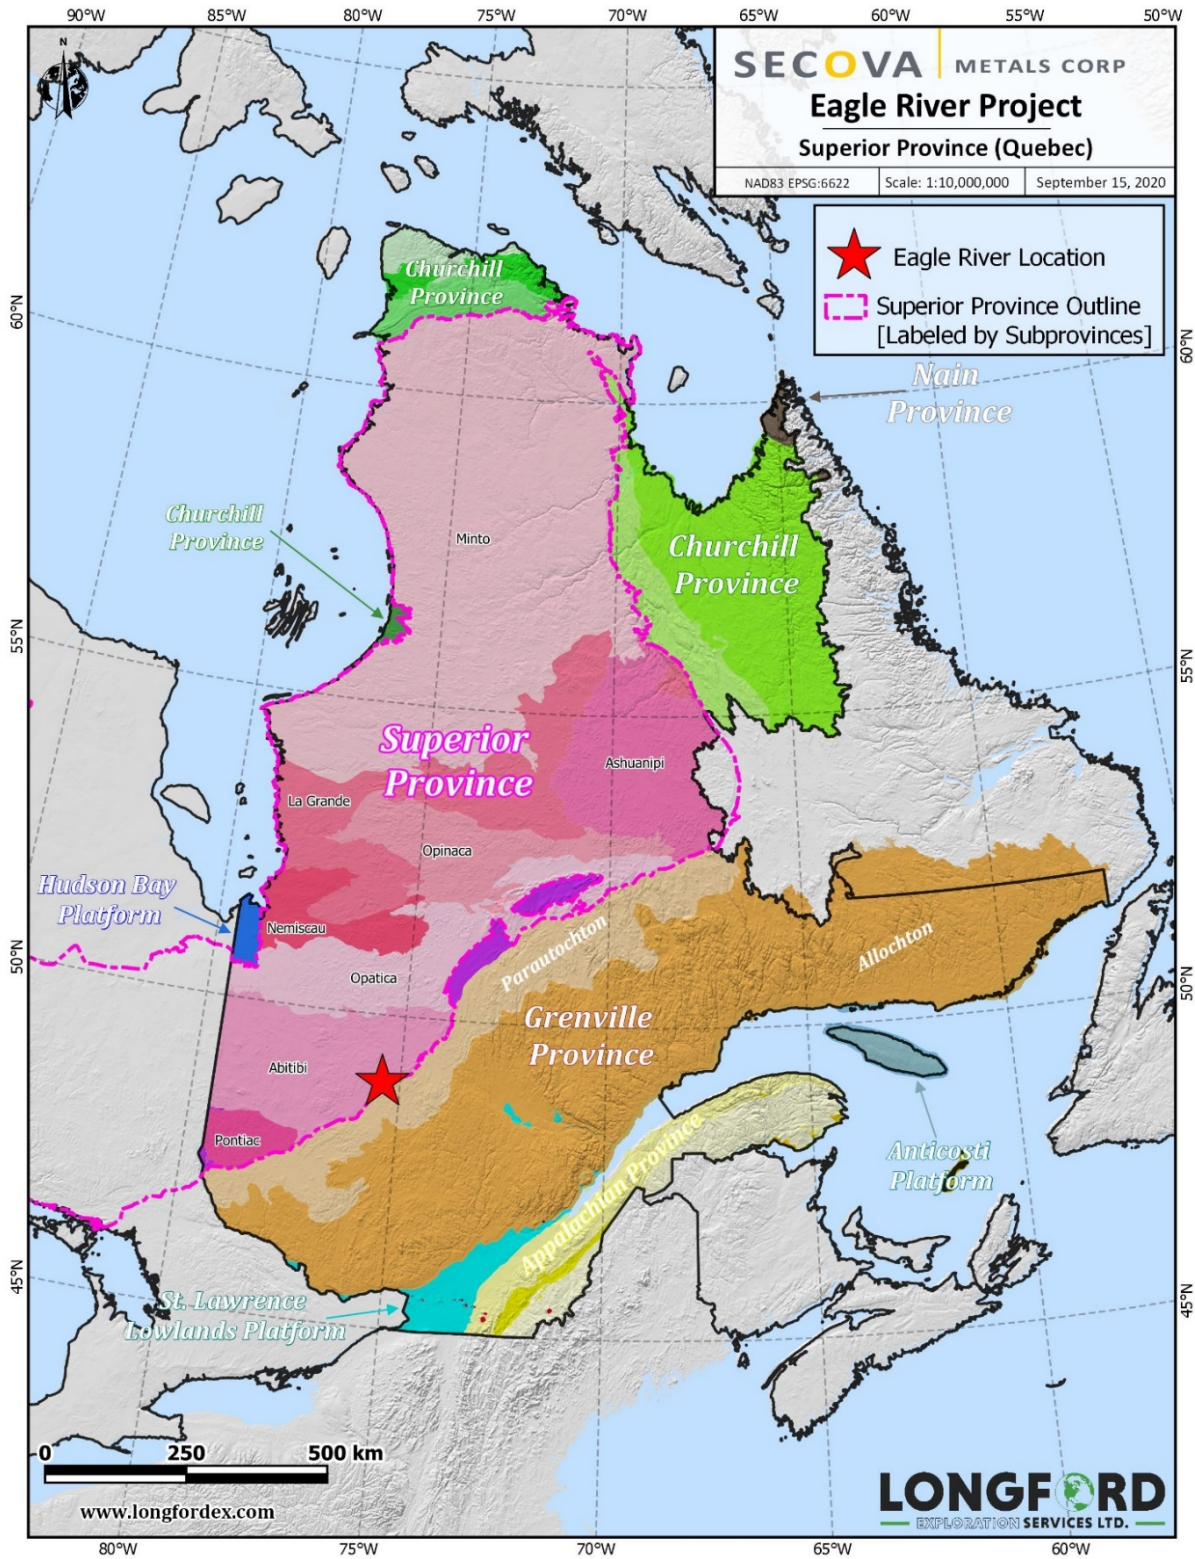 90°W 85°W 80°W 75°W 70°W 65°W 60°W 55°W 50°W
N
SECOVA METALS CORP
Eagle River Project
Superior Province (Quebec)
NAD83 EPSG:6622 Scale: 1:10,000,000 September 15, 2020
Eagle River Location
Superior Province Outline
[Labeled by Subprovinces]
Churchill
Province
60°N
60°N
Nain
Province
Churchill
Province
Minto
Churchill
Province
55°N
55°N
Superior
Province
Ashuanipi
La Grande
Opinaca
Hudson Bay
Platform
Nemiscau
Parautochton
Allochton
50°N
50°N
Opatica
Grenville
Province
Abitibi
Pontiac
Appalachian Province
Anticosti
Platform
45°N
45°N
St. Lawrence
Lowlands Platform
0 250 500 km
www.longfordex.com
LONGFORD
EXPLORATION SERVICES LTD.
80°W 75°W 70°W 65°W 60°W